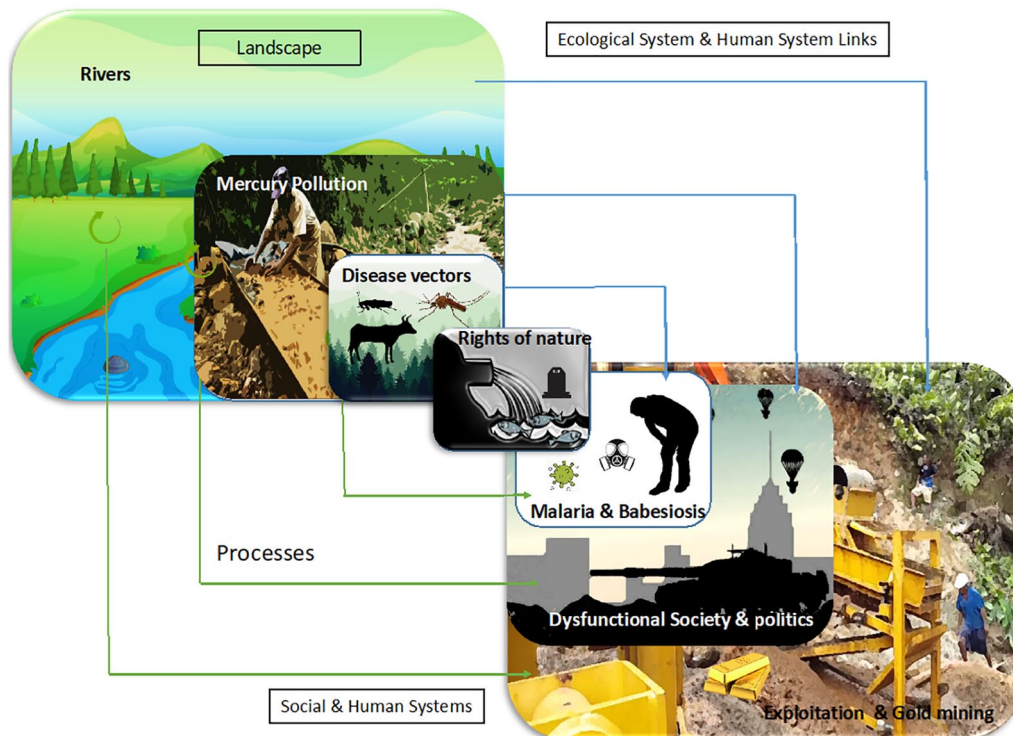 Landscape
Ecological System & Human System Links
Rivers
Mercury Pollution
Disease vectors
Rights of nature
Malaria & Babesiosis
Processes
Dysfunctional Society & politics
Social & Human Systems
Exploitation & Gold mining